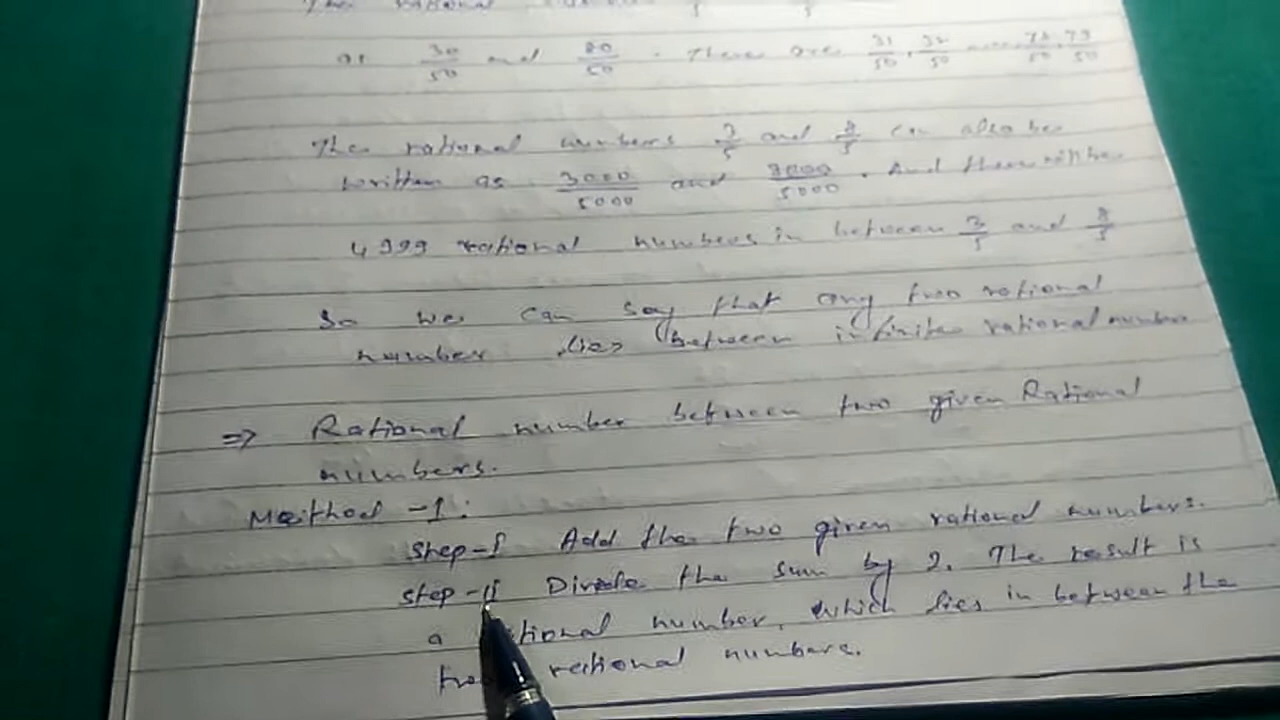 The rational
as 30/50 and 80/50 . There are 31/50, 32/50 ..... 78/50, 79/50
The rational numbers 3/5 and 8/5 can also be
written as 3000/5000 and 8000/5000 . And there will be
4999 rational numbers in between 3/5 and 8/5
So we can say that any two rational
number lies between infinite rational number
=> Rational number between two given Rational
numbers.
Meithod -1:
Step-I Add the two given rational numbers.
Step-II Divide the sum by 2. The result is
a number, which lies in between the
rational numbers.